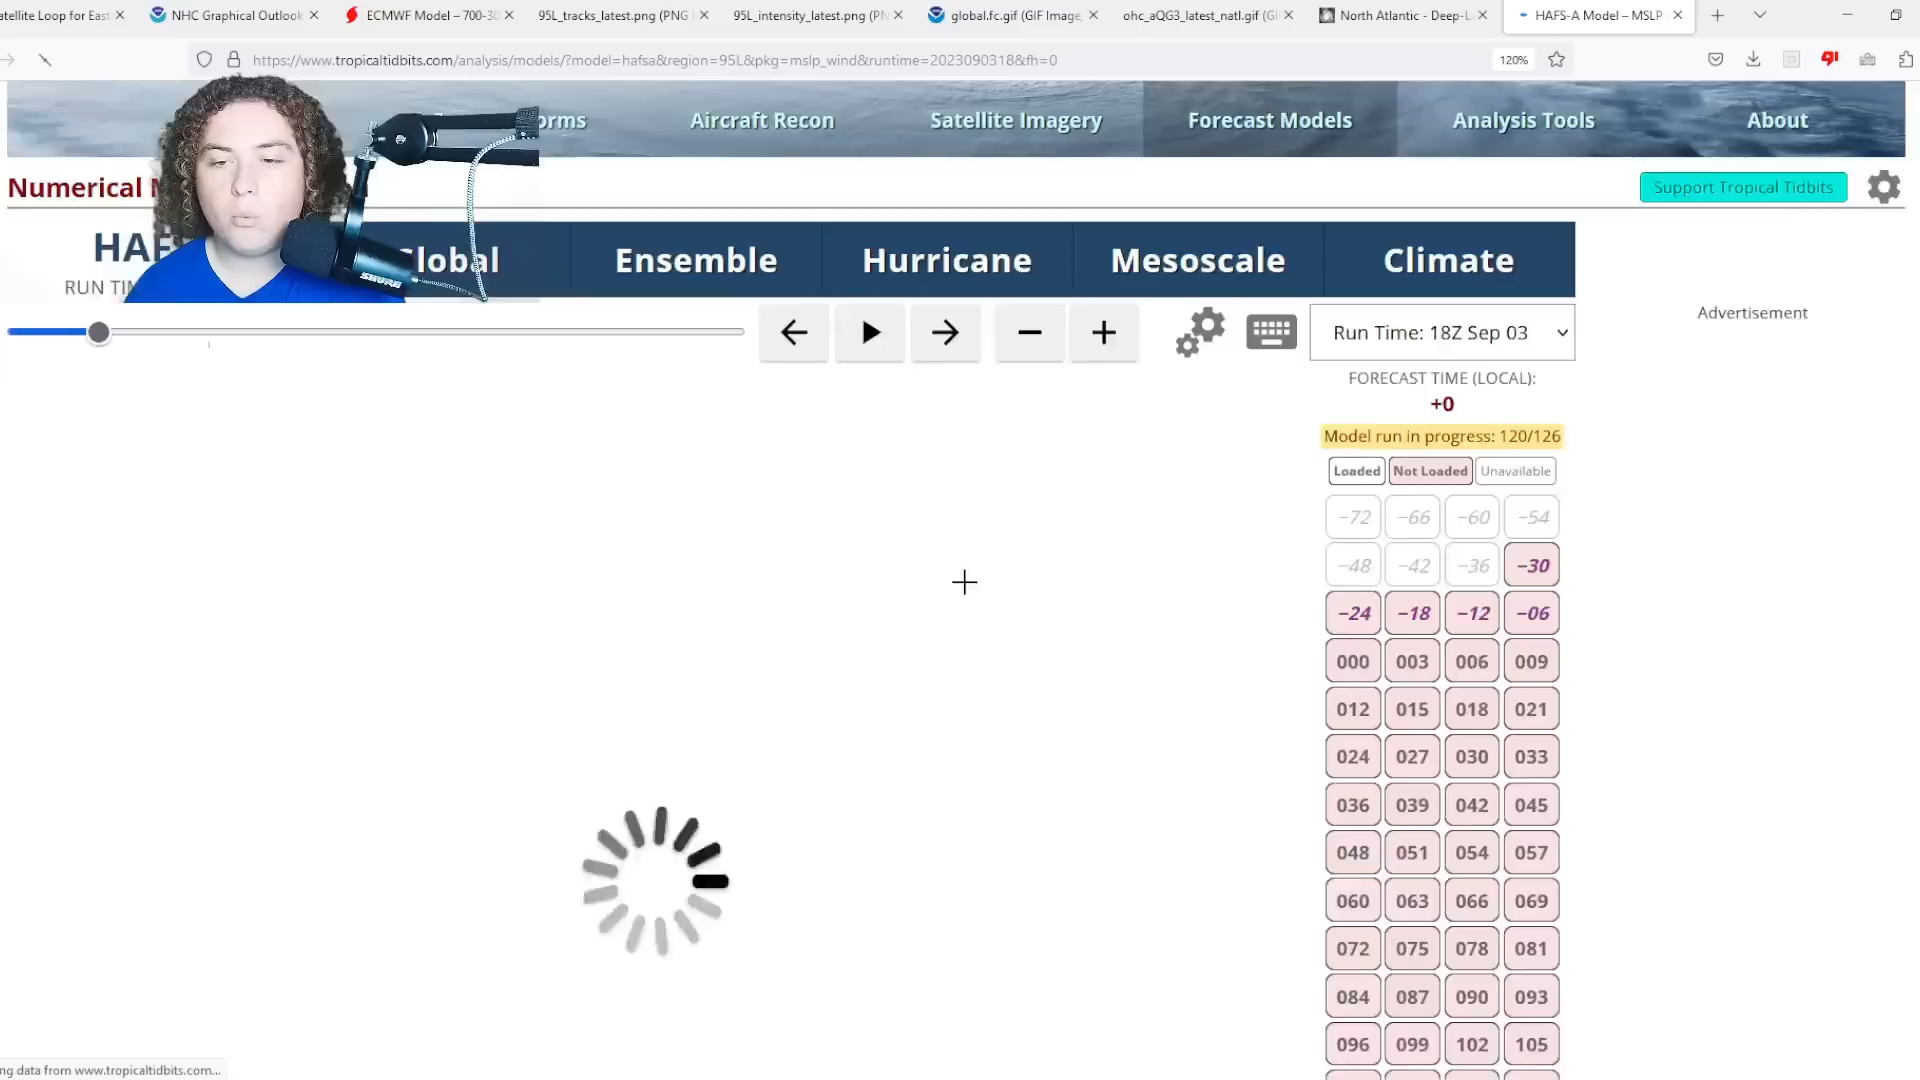 atellite Loop for East
NHC Graphical Outlook
ECMWF Model – 700-30
95L_tracks_latest.png (PNG I
95L_intensity_latest.png (PN
global.fc.gif (GIF Image,
ohc_aQG3_latest_natl.gif (GI
North Atlantic - Deep-L
HAFS-A Model – MSLP
https://www.tropicaltidbits.com/analysis/models/?model=hafsa&region=95L&pkg=mslp_wind&runtime=2023090318&fh=0
120%
orms
Aircraft Recon
Satellite Imagery
Forecast Models
Analysis Tools
About
Numerical
Support Tropical Tidbits
HAF
RUN TI
Global
Ensemble
Hurricane
Mesoscale
Climate
SHURE
Run Time: 18Z Sep 03
Advertisement
FORECAST TIME (LOCAL):
+0
Model run in progress: 120/126
Loaded Not Loaded Unavailable
−72 −66 −60 −54
−48 −42 −36 −30
−24 −18 −12 −06
000 003 006 009
012 015 018 021
024 027 030 033
036 039 042 045
048 051 054 057
060 063 066 069
072 075 078 081
084 087 090 093
096 099 102 105
ng data from www.tropicaltidbits.com...